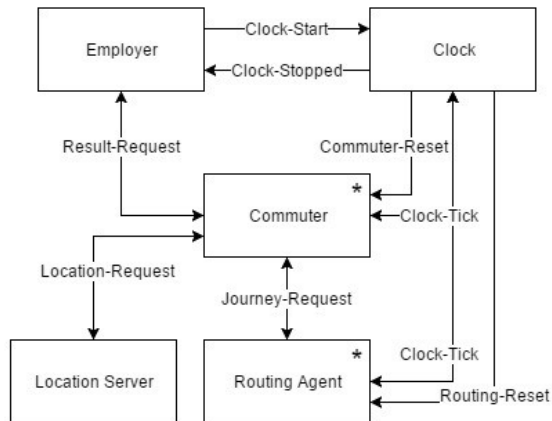 Employer
Clock-Start
Clock
Clock-Stopped
Result-Request
Commuter-Reset
*
Commuter
Clock-Tick
Location-Request
Journey-Request
*
Clock-Tick
Location Server
Routing Agent
Routing-Reset